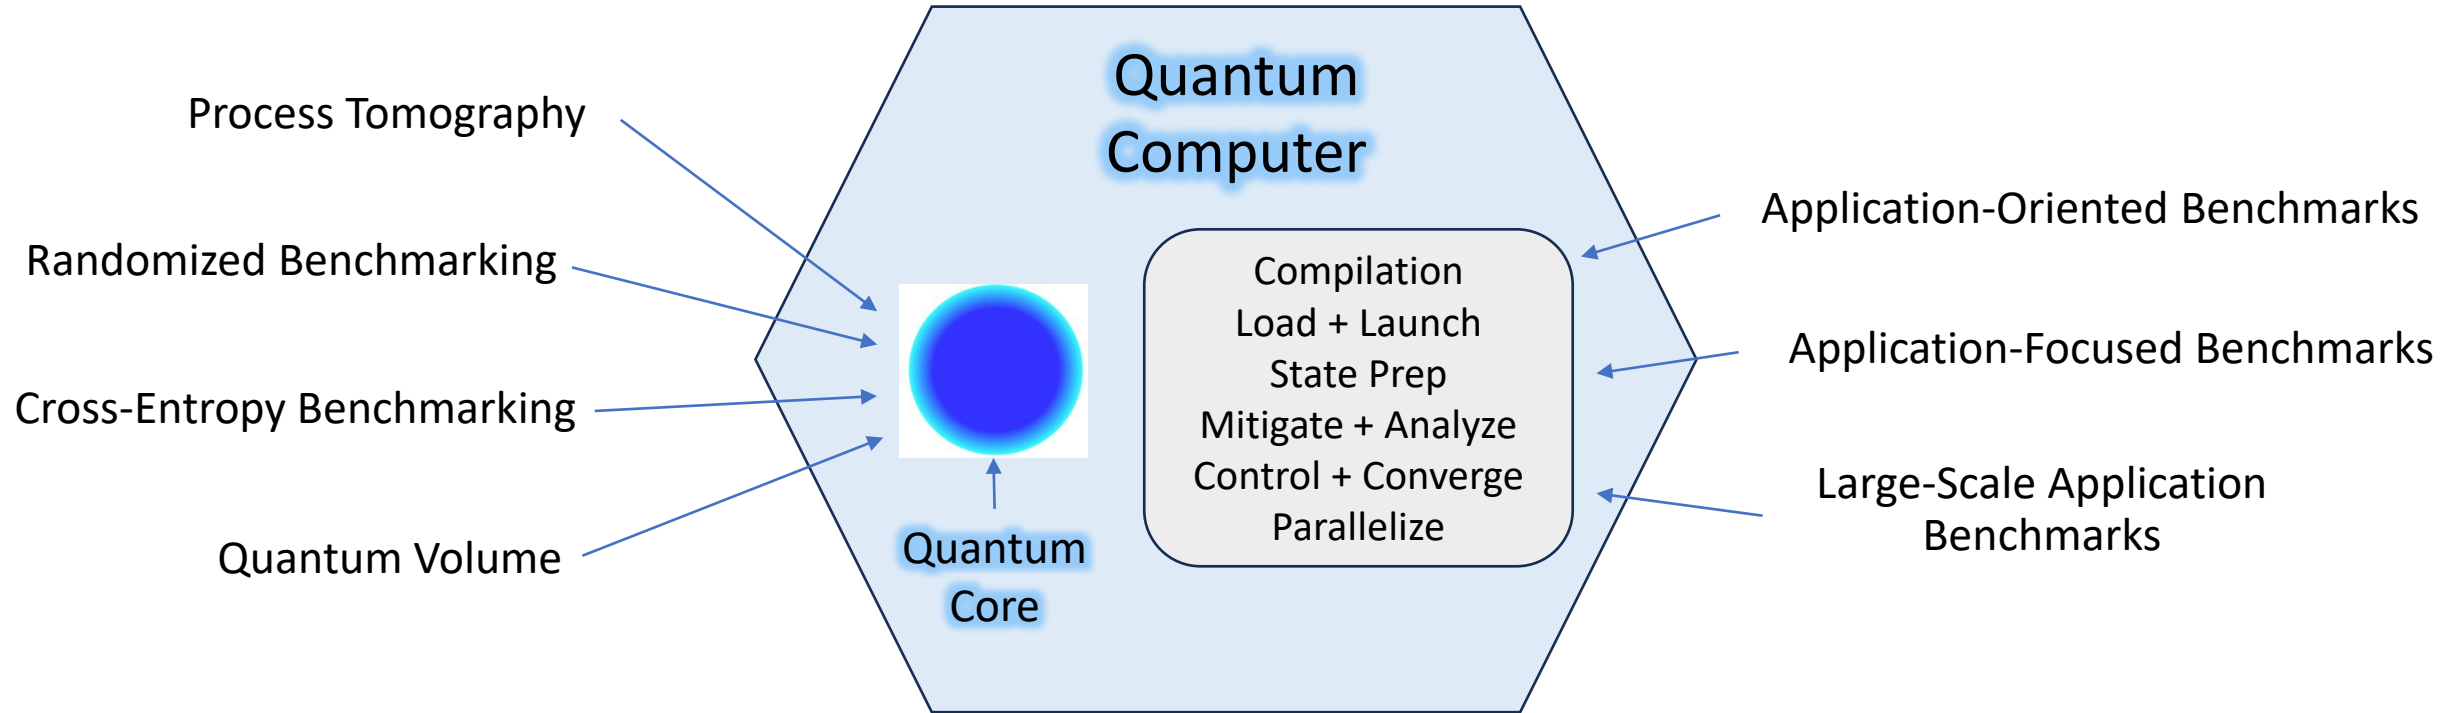 Quantum
Computer
Process Tomography
Randomized Benchmarking
Cross-Entropy Benchmarking
Quantum Volume
Quantum
Core
Compilation
Load + Launch
State Prep
Mitigate + Analyze
Control + Converge
Parallelize
Application-Oriented Benchmarks
Application-Focused Benchmarks
Large-Scale Application
Benchmarks